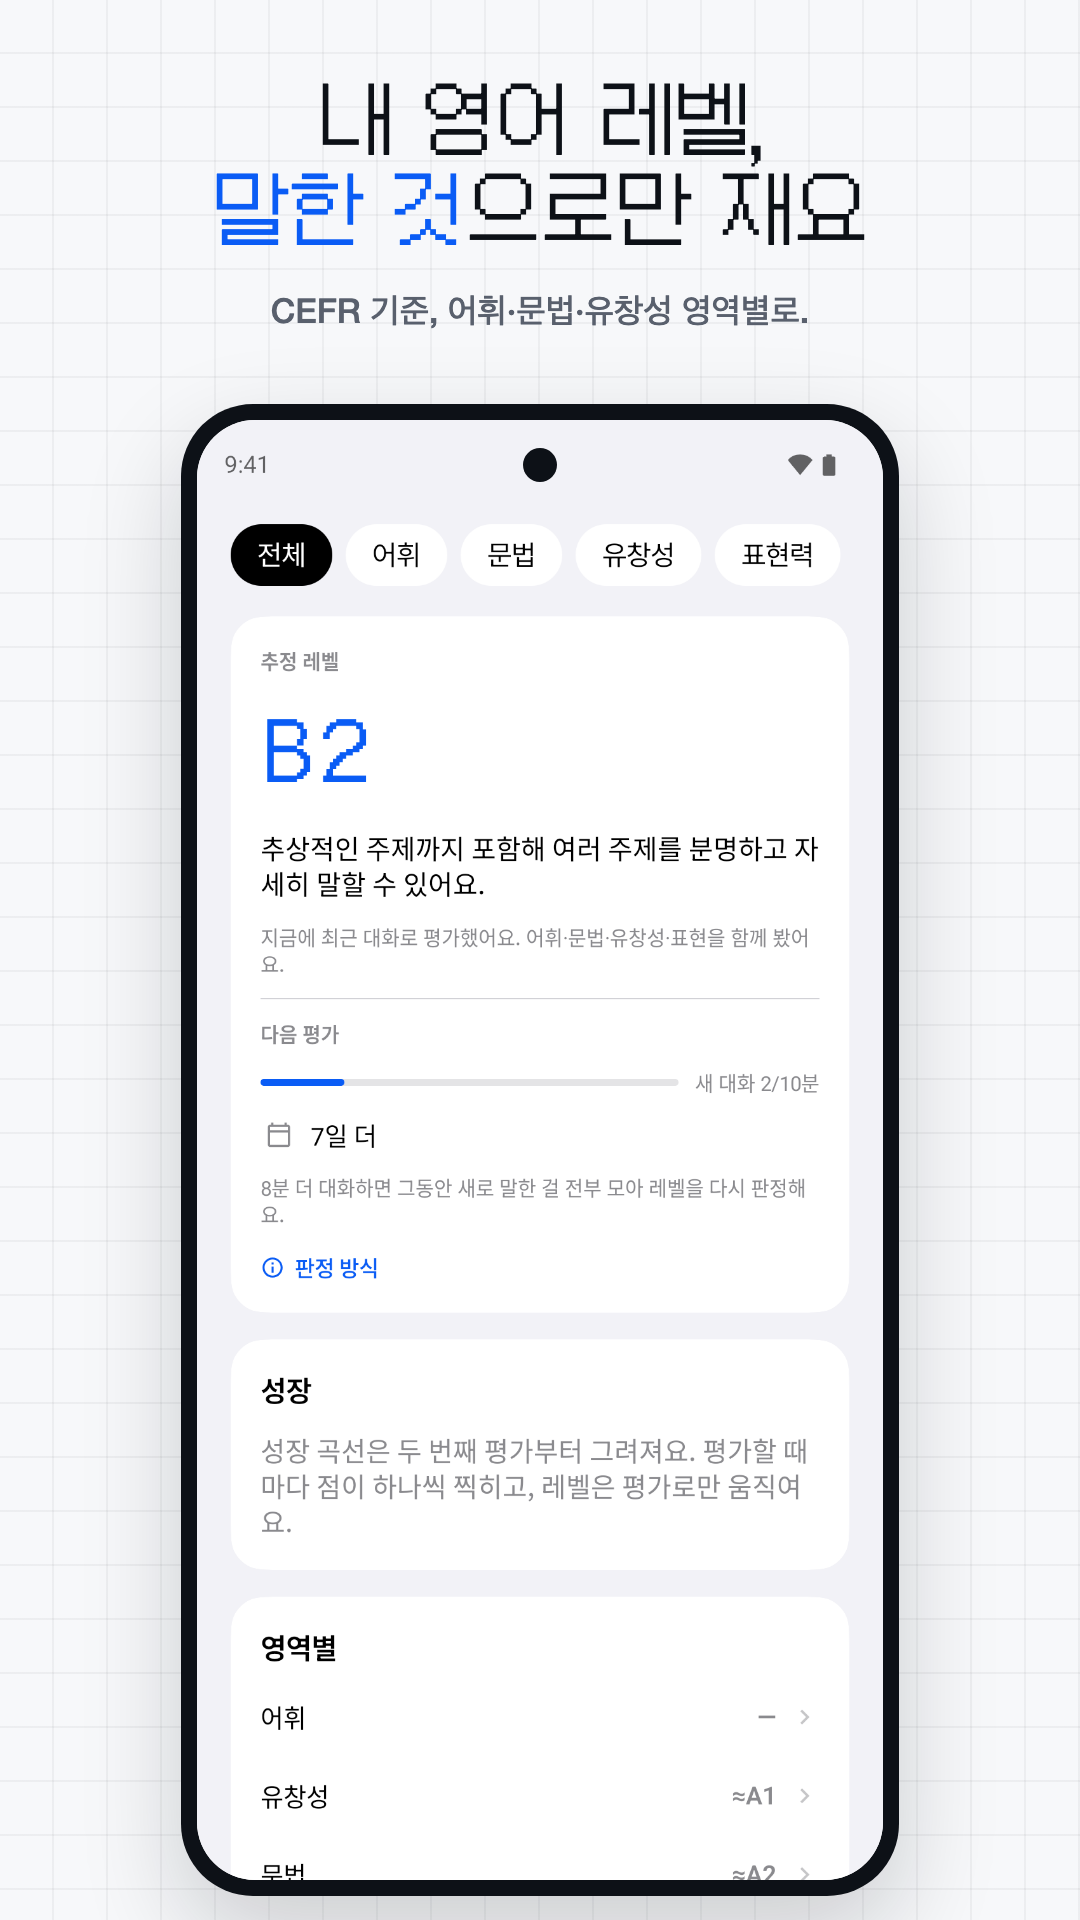 내 영어 레벨,
말한 것으로만 재요
CEFR 기준, 어휘·문법·유창성 영역별로.
9:41
전체 어휘 문법 유창성 표현력
추정 레벨
B2
추상적인 주제까지 포함해 여러 주제를 분명하고 자
세히 말할 수 있어요.
지금에 최근 대화로 평가했어요. 어휘·문법·유창성·표현을 함께 봤어
요.
다음 평가
새 대화 2/10분
7일 더
8분 더 대화하면 그동안 새로 말한 걸 전부 모아 레벨을 다시 판정해
요.
판정 방식
성장
성장 곡선은 두 번째 평가부터 그려져요. 평가할 때
마다 점이 하나씩 찍히고, 레벨은 평가로만 움직여
요.
영역별
어휘 –
유창성 ≈A1
문법 ≈A2